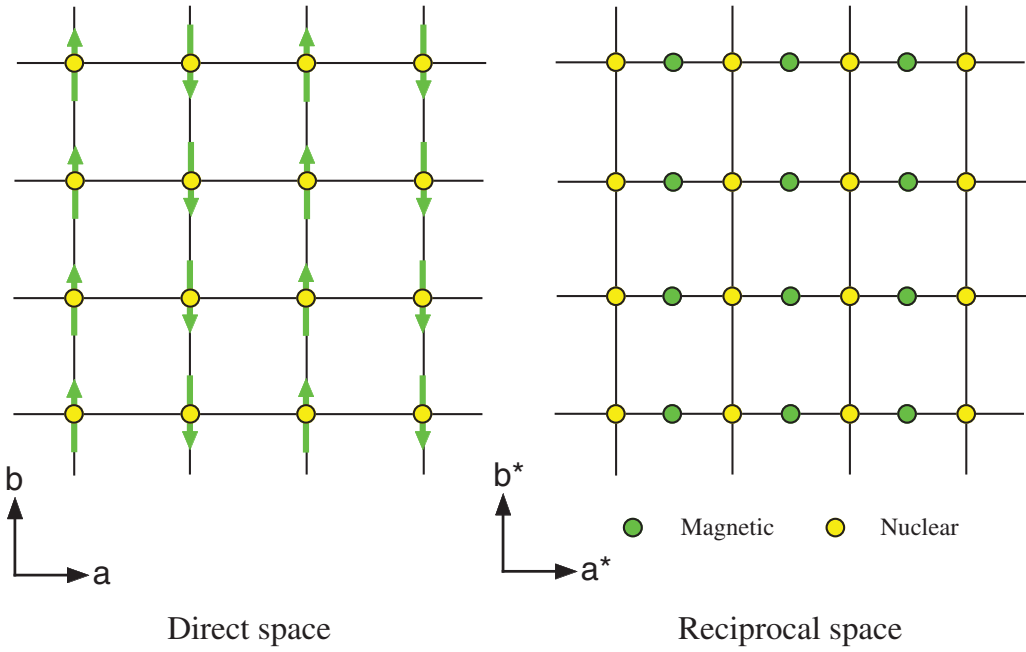 b
a
Direct space
b*
a*
Magnetic
Nuclear
Reciprocal space